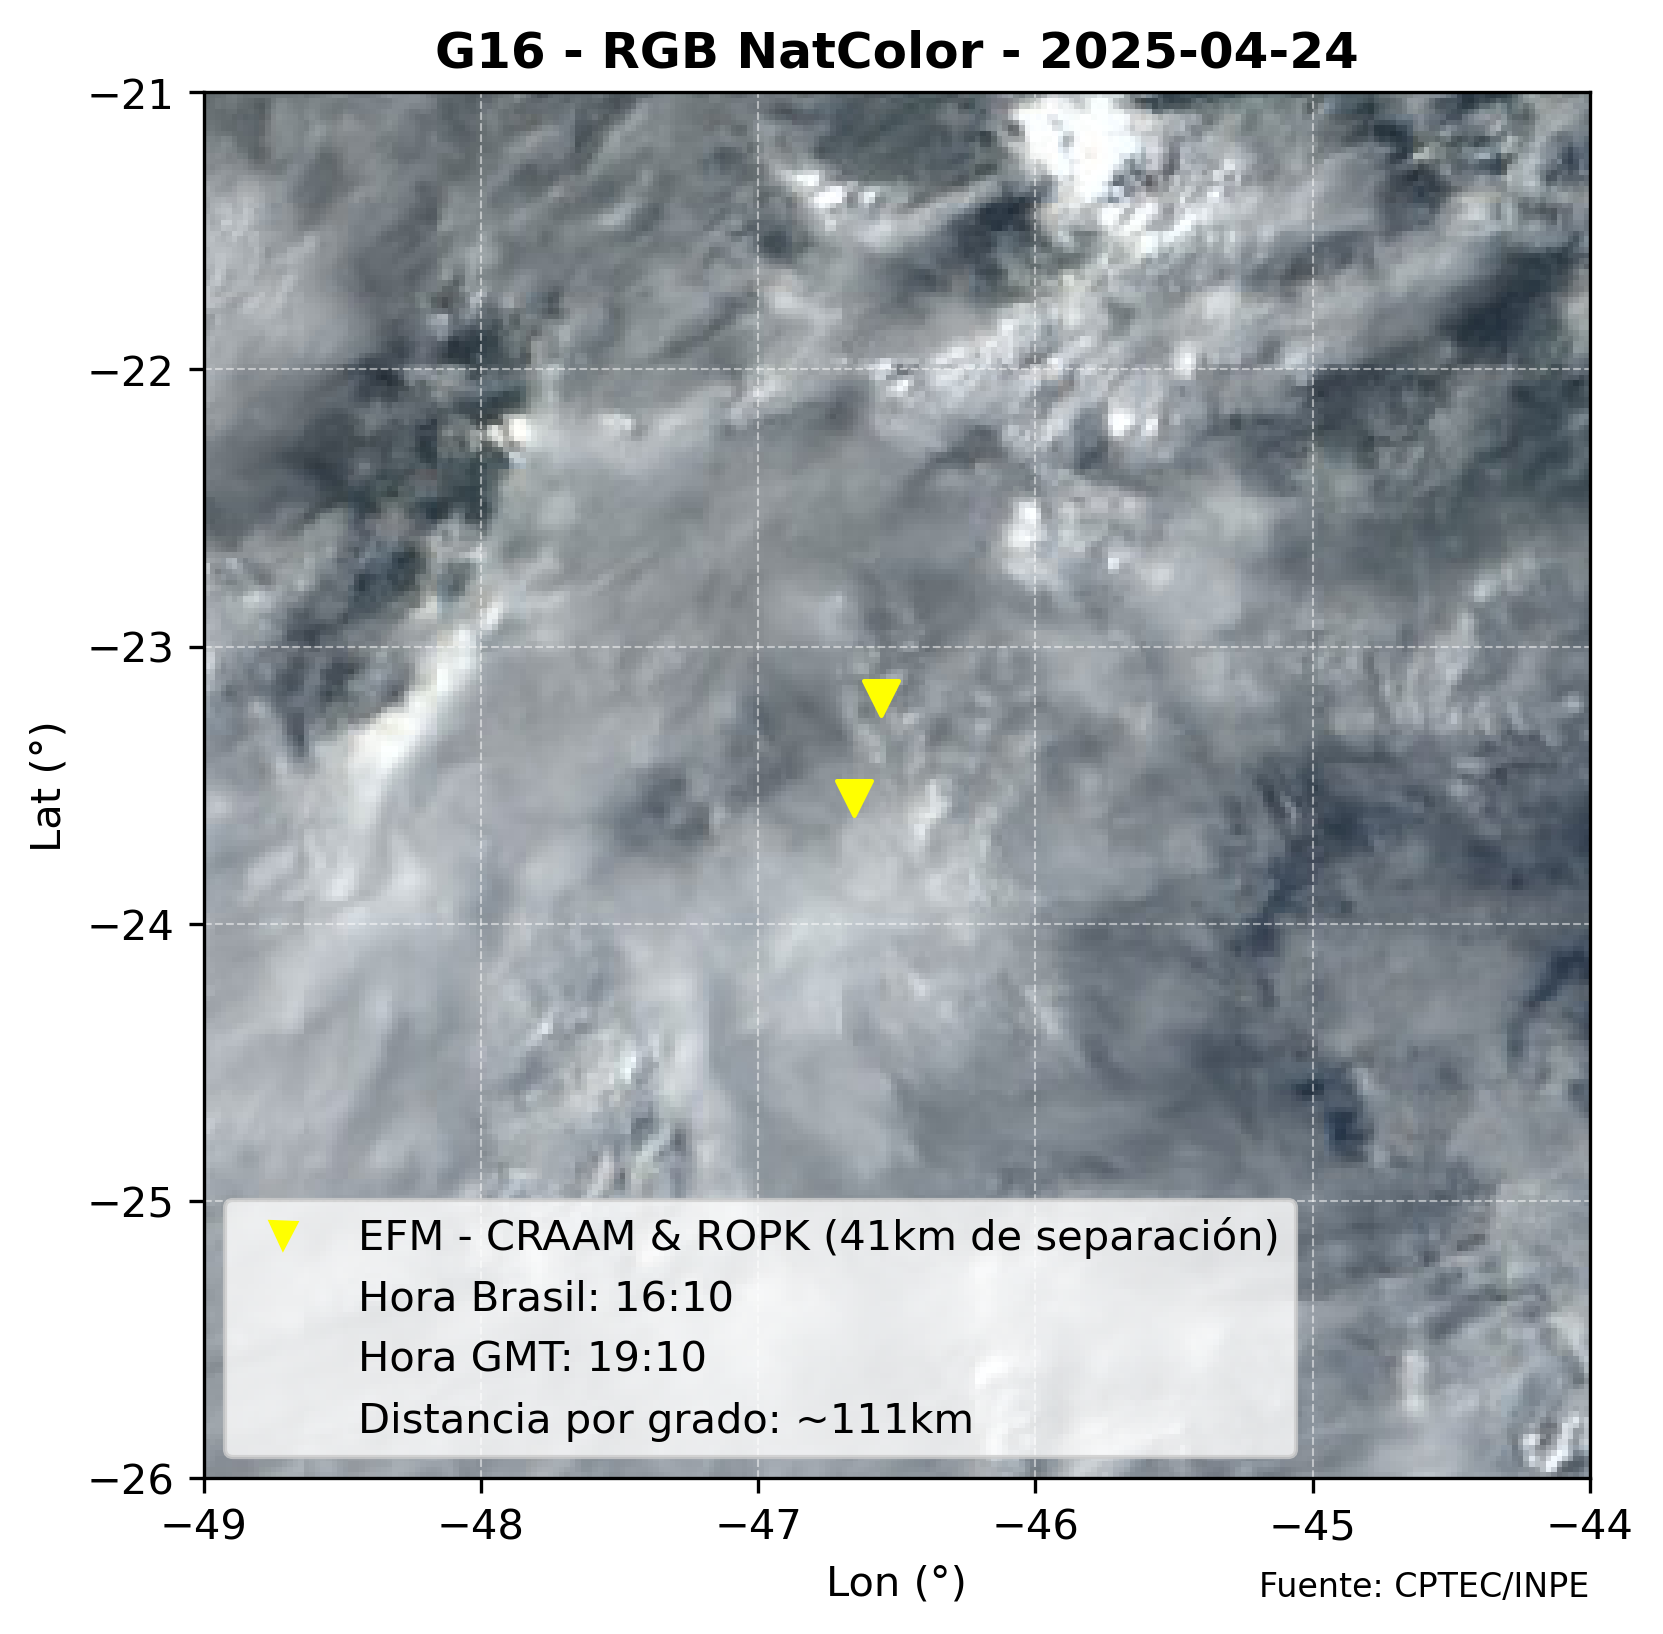 G16 - RGB NatColor - 2025-04-24
−21
−22
−23
−24
−25
−26
Lat (°)
EFM - CRAAM & ROPK (41km de separación)
Hora Brasil: 16:10
Hora GMT: 19:10
Distancia por grado: ~111km
−49
−48
−47
−46
−45
−44
Lon (°)
Fuente: CPTEC/INPE